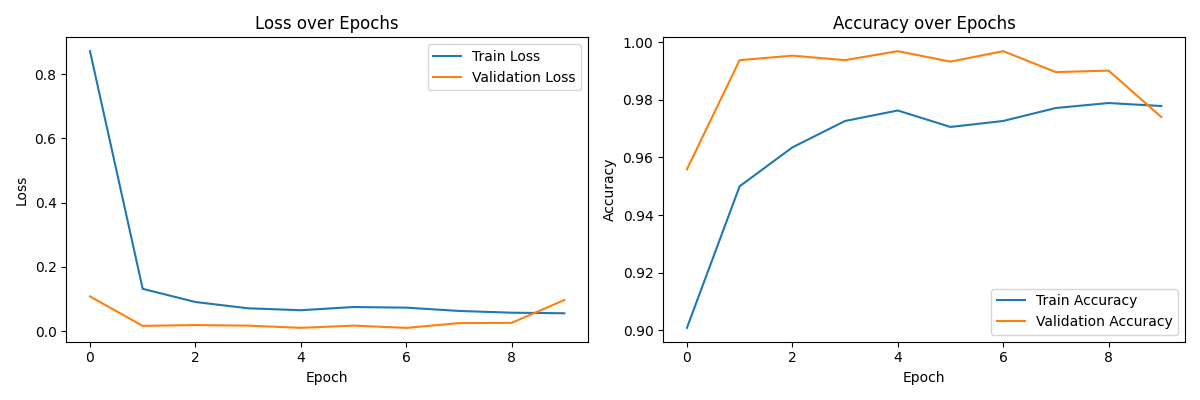 Loss over Epochs
Train Loss
Validation Loss
0.8
0.6
0.4
0.2
0.0
Loss
0 2 4 6 8
Epoch
Accuracy over Epochs
1.00
0.98
0.96
0.94
0.92
0.90
Accuracy
Train Accuracy
Validation Accuracy
0 2 4 6 8
Epoch